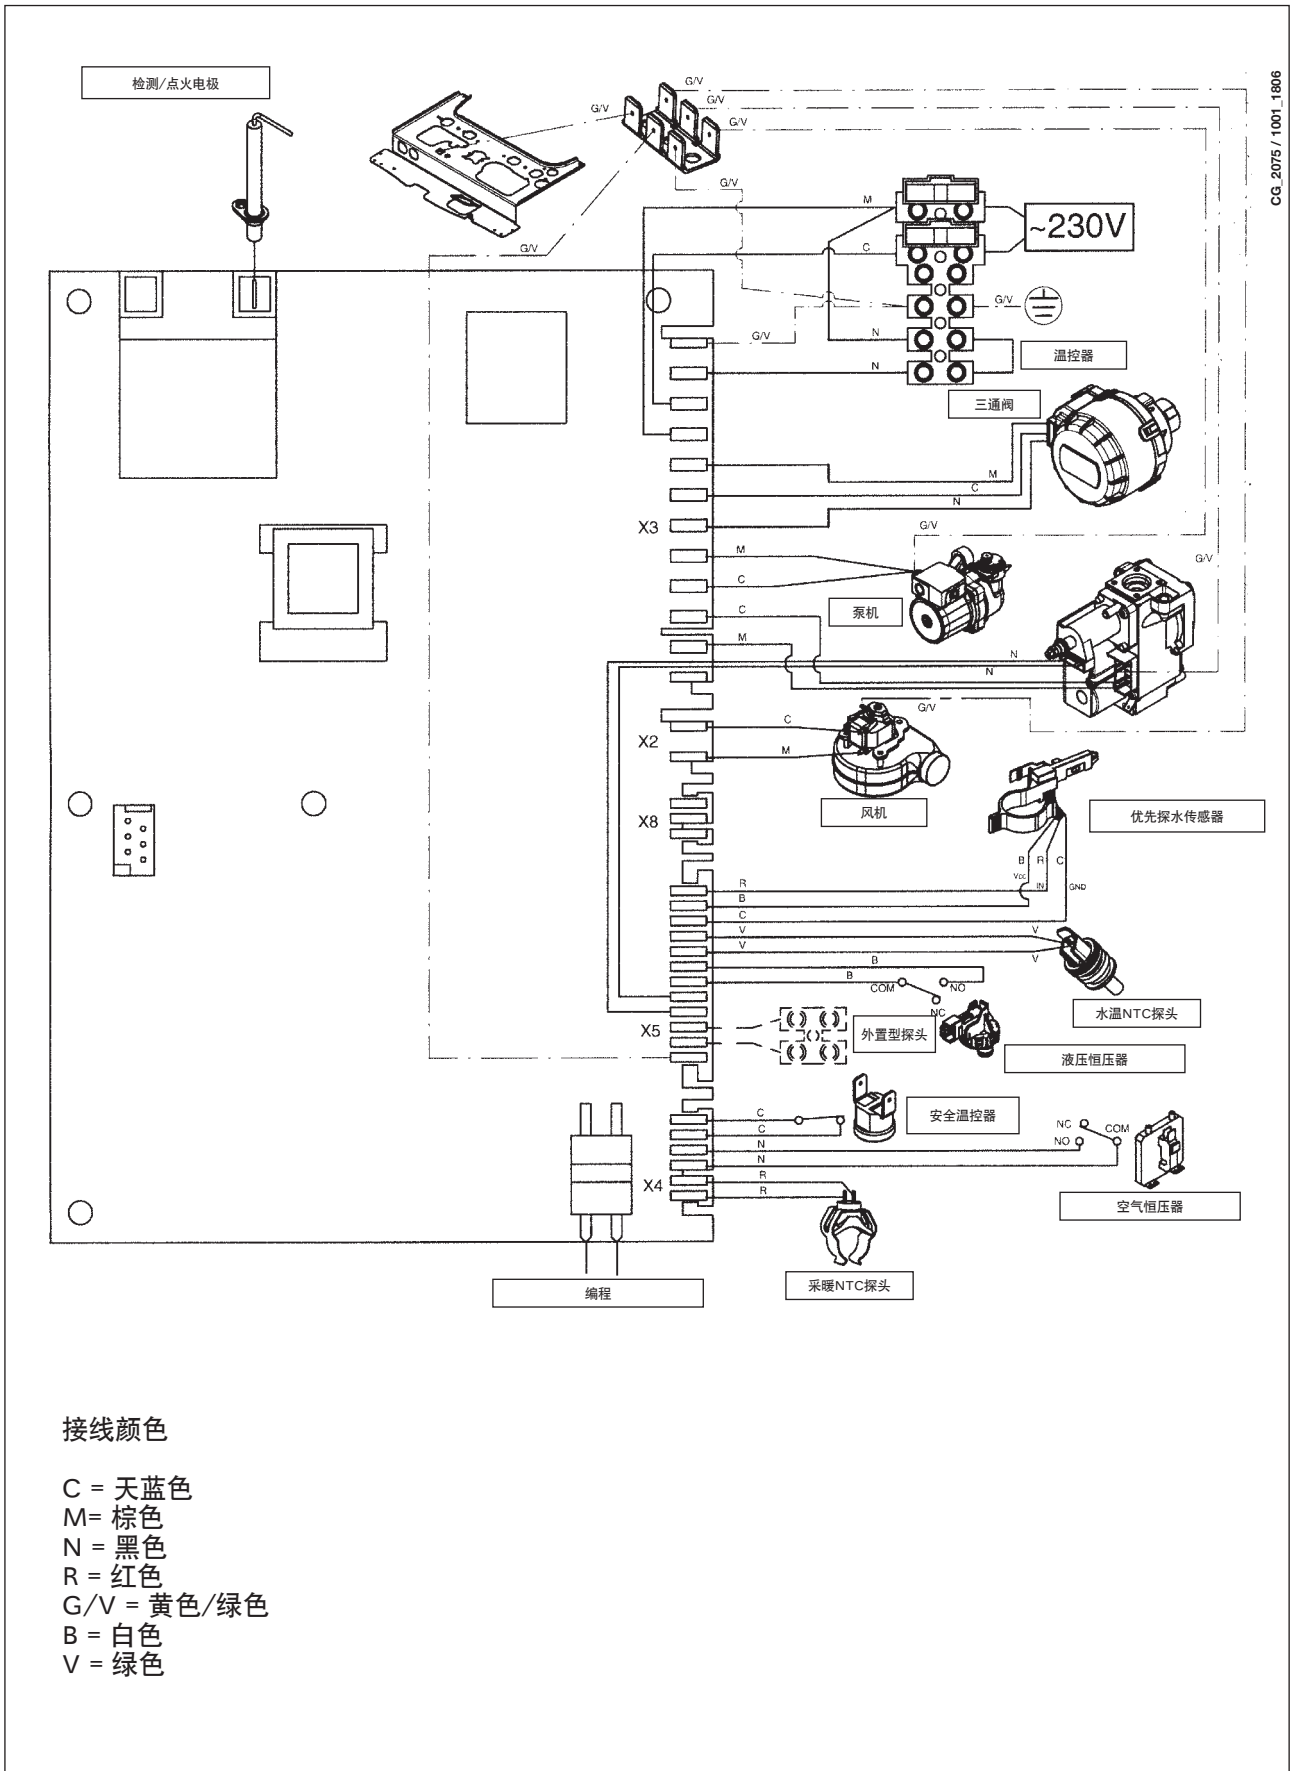 检测/点火电极
G/V
G/V
G/V
G/V
G/V
G/V
CG_2075 / 1001_1806
M
~230V
C
G/V
G/V
N
温控器
N
三通阀
M
C
N
X3
G/V
M
G/V
C
泵机
C
M
N
N
G/V
X2
C
M
风机
X8
优先探水传感器
B R C
VDC
IN
GND
R
B
C
V
V
V
V
B
B
COM
NO
NC
水温NTC探头
X5
外置型探头
液压恒压器
C
安全温控器
C
NC
COM
NO
N
N
R
X4
R
空气恒压器
编程
采暖NTC探头
接线颜色
C = 天蓝色
M= 棕色
N = 黑色
R = 红色
G/V = 黄色/绿色
B = 白色
V = 绿色